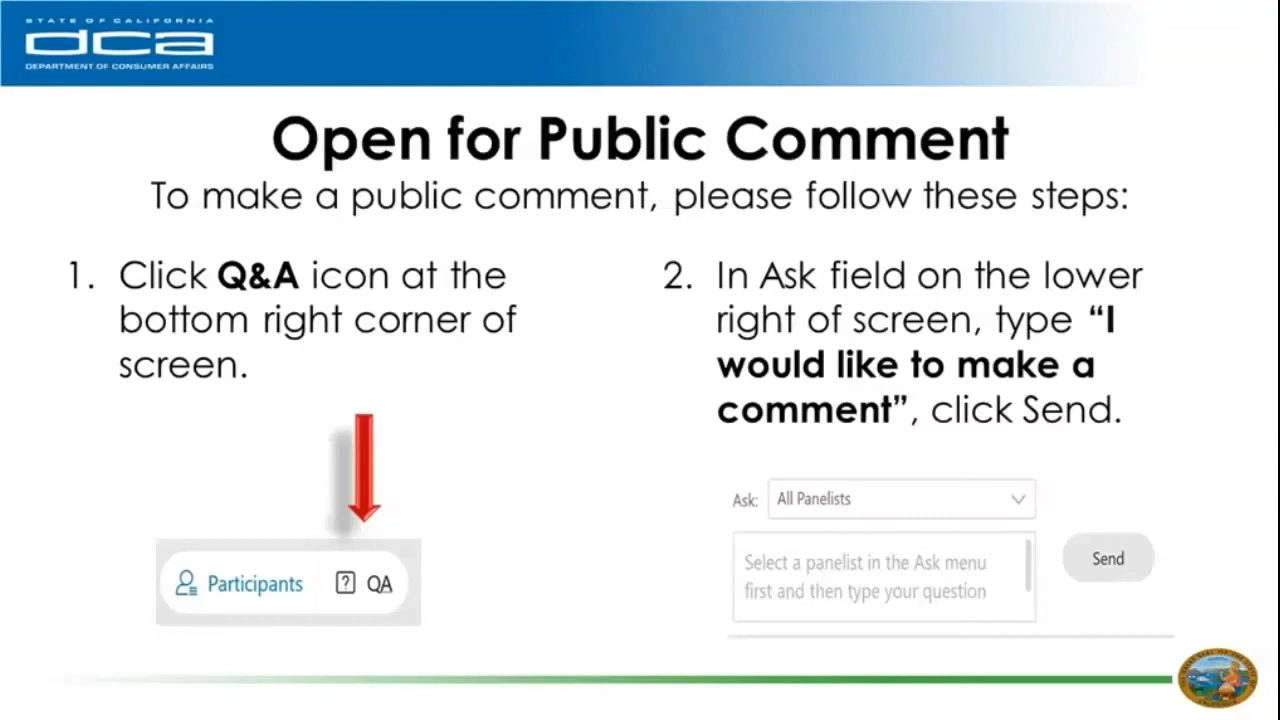 STATE OF CALIFORNIA
dca
DEPARTMENT OF CONSUMER AFFAIRS
Open for Public Comment
To make a public comment, please follow these steps:
1. Click Q&A icon at the
bottom right corner of
screen.
2. In Ask field on the lower
right of screen, type “I
would like to make a
comment”, click Send.
Participants
? QA
Ask: All Panelists
Select a panelist in the Ask menu
first and then type your question
Send